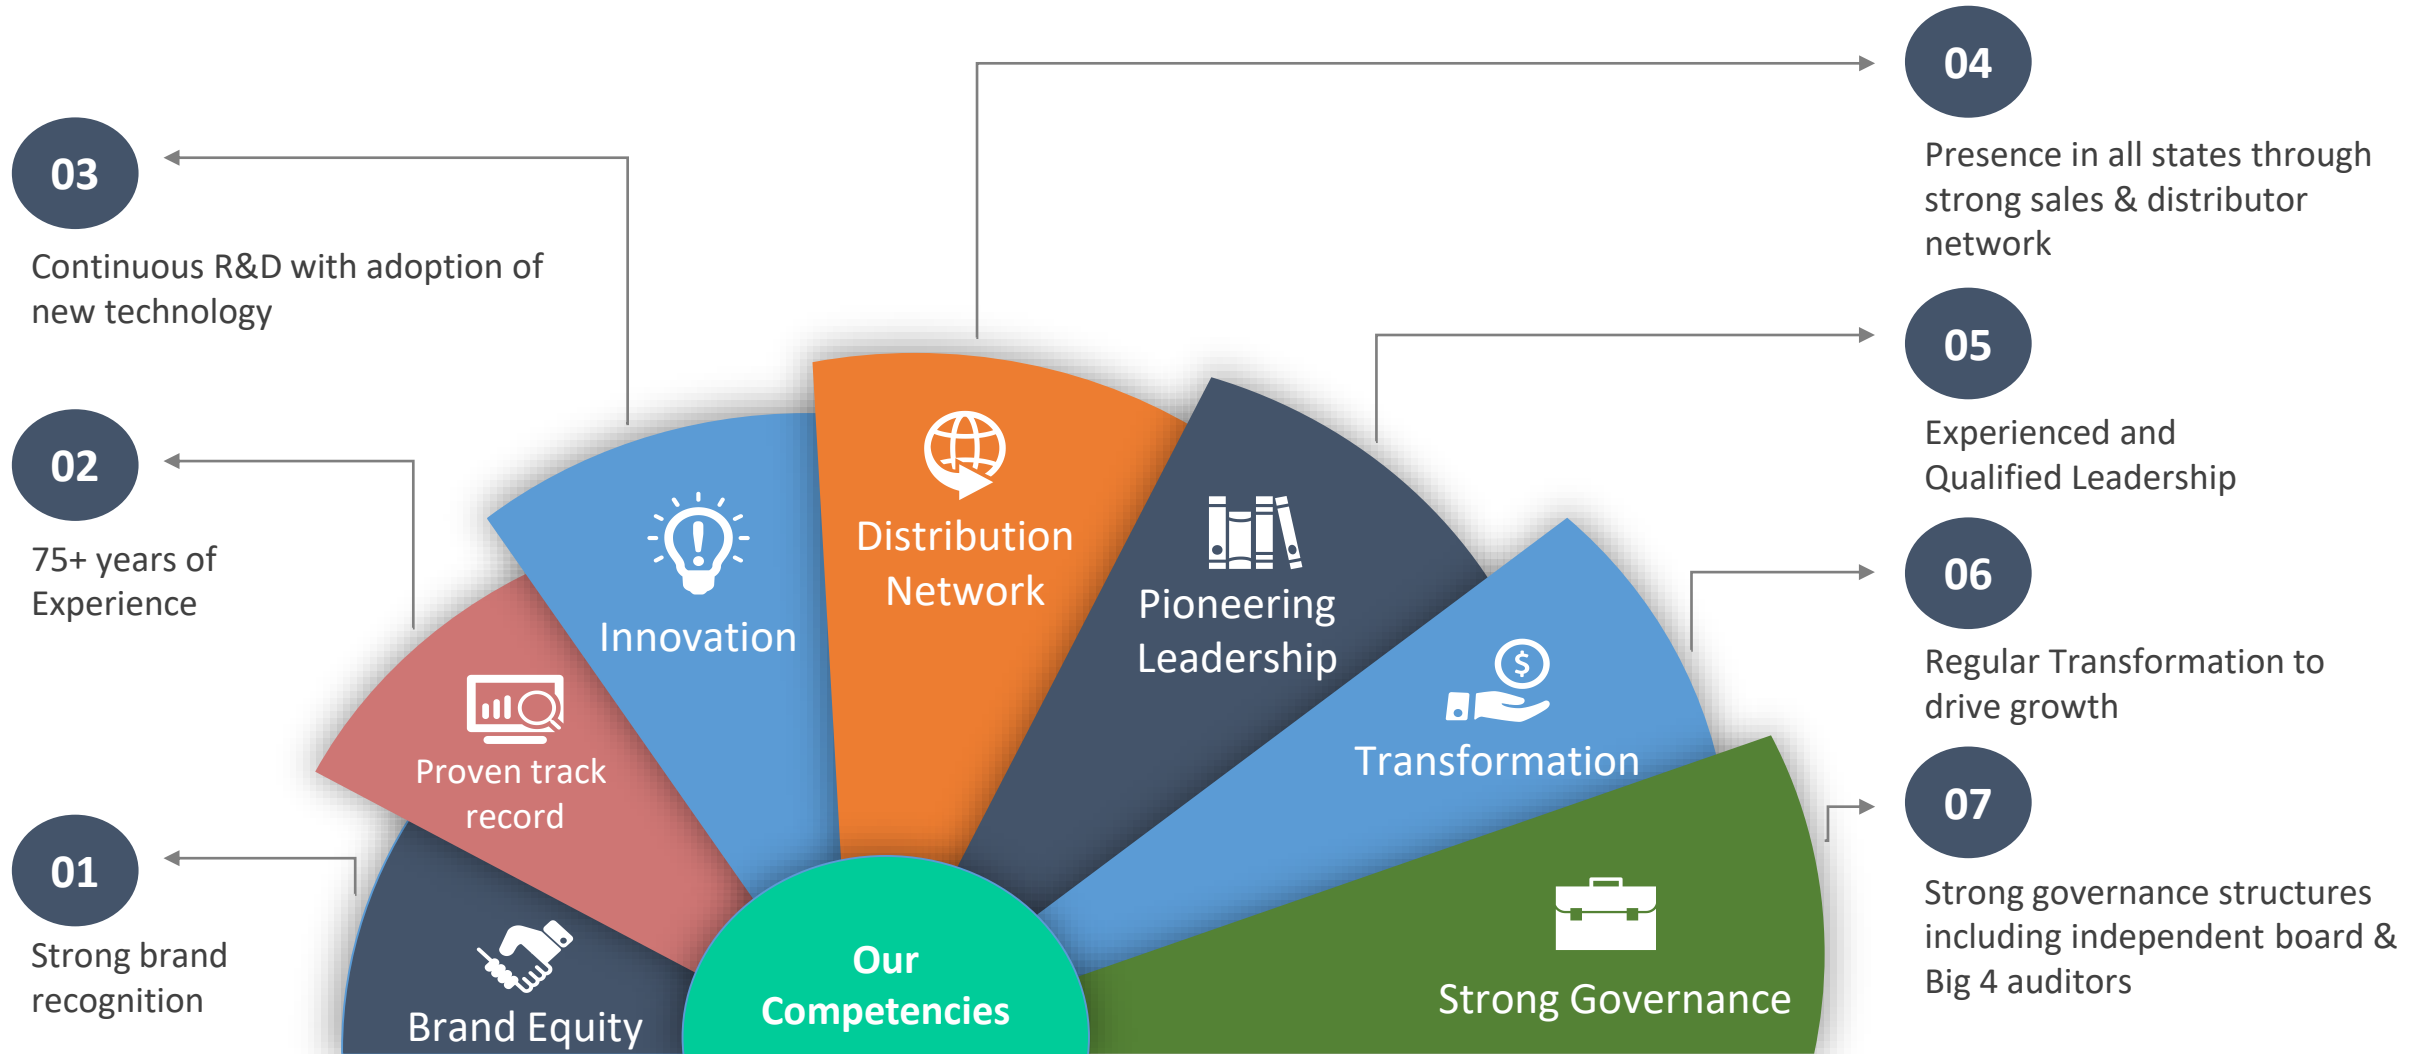 04
Presence in all states through
strong sales & distributor
network
03
Continuous R&D with adoption of
new technology
05
Experienced and
Qualified Leadership
02
75+ years of
Experience
06
Regular Transformation to
drive growth
01
Strong brand
recognition
07
Strong governance structures
including independent board &
Big 4 auditors
Brand Equity
Proven track
record
Innovation
Distribution
Network
Pioneering
Leadership
$
Transformation
Strong Governance
Our
Competencies